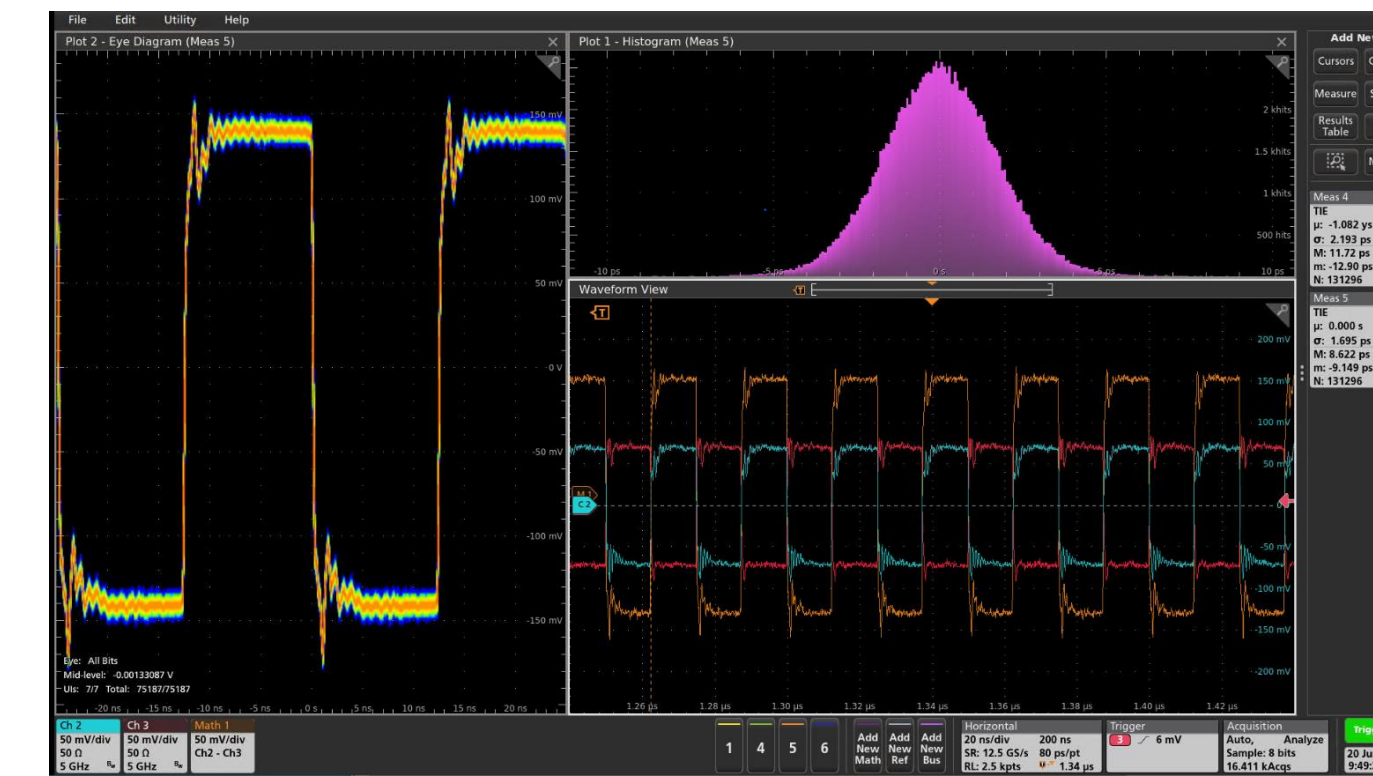 File Edit Utility Help
Plot 2 - Eye Diagram (Meas 5)
150 mV
100 mV
50 mV
0 V
-50 mV
-100 mV
-150 mV
Eye: All Bits
Mid-level: -0.00133087 V
UIs: 7/7 Total: 75187/75187
-20 ns -15 ns -10 ns -5 ns 0 s 5 ns 10 ns 15 ns 20 ns
Plot 1 - Histogram (Meas 5)
2 khits
1.5 khits
1 khits
500 hits
-10 ps -5 ps 0 s 5 ps 10 ps
Waveform View
T
T
200 mV
150 mV
100 mV
50 mV
0
-50 mV
-100 mV
-150 mV
-200 mV
M 1
C2
1.26 µs 1.28 µs 1.30 µs 1.32 µs 1.34 µs 1.36 µs 1.38 µs 1.40 µs 1.42 µs
Add Ne
Cursors
Measure
Results
Table
Meas 4
TIE
µ: -1.082 ys
σ: 2.193 ps
M: 11.72 ps
m: -12.90 ps
N: 131296
Meas 5
TIE
µ: 0.000 s
σ: 1.695 ps
M: 8.622 ps
m: -9.149 ps
N: 131296
Ch 2
50 mV/div
50 Ω
5 GHz Bw
Ch 3
50 mV/div
50 Ω
5 GHz Bw
Math 1
50 mV/div
Ch2 - Ch3
1 4 5 6
Add
New
Math
Add
New
Ref
Add
New
Bus
Horizontal
20 ns/div 200 ns
SR: 12.5 GS/s 80 ps/pt
RL: 2.5 kpts 1.34 µs
Trigger
3 6 mV
Acquisition
Auto, Analyze
Sample: 8 bits
16.411 kAcqs
Trig
20 Ju
9:49: